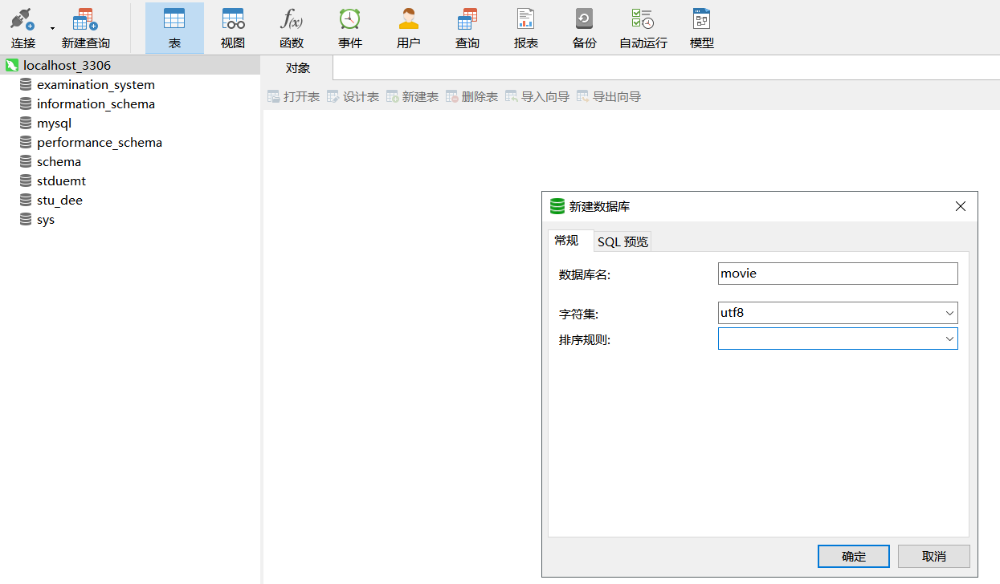 连接 新建查询 表 视图 函数 事件 用户 查询 报表 备份 自动运行 模型
localhost_3306
examination_system
information_schema
mysql
performance_schema
schema
stduemt
stu_dee
sys
对象
打开表 设计表 新建表 删除表 导入向导 导出向导
新建数据库
常规 SQL 预览
数据库名: movie
字符集: utf8
排序规则:
确定 取消